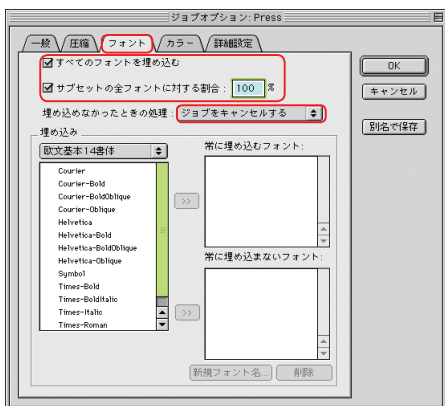 ジョブオプション: Press
一般 圧縮 フォント カラー 詳細設定
すべてのフォントを埋め込む
サブセットの全フォントに対する割合: 100 %
埋め込めなかったときの処理: ジョブをキャンセルする
OK
キャンセル
別名で保存
埋め込み
欧文基本14書体
Courier
Courier-Bold
Courier-BoldOblique
Courier-Oblique
Helvetica
Helvetica-Bold
Helvetica-BoldOblique
Helvetica-Oblique
Symbol
Times-Bold
Times-BoldItalic
Times-Italic
Times-Roman
>>
>>
常に埋め込むフォント:
常に埋め込まないフォント:
新規フォント名... 削除